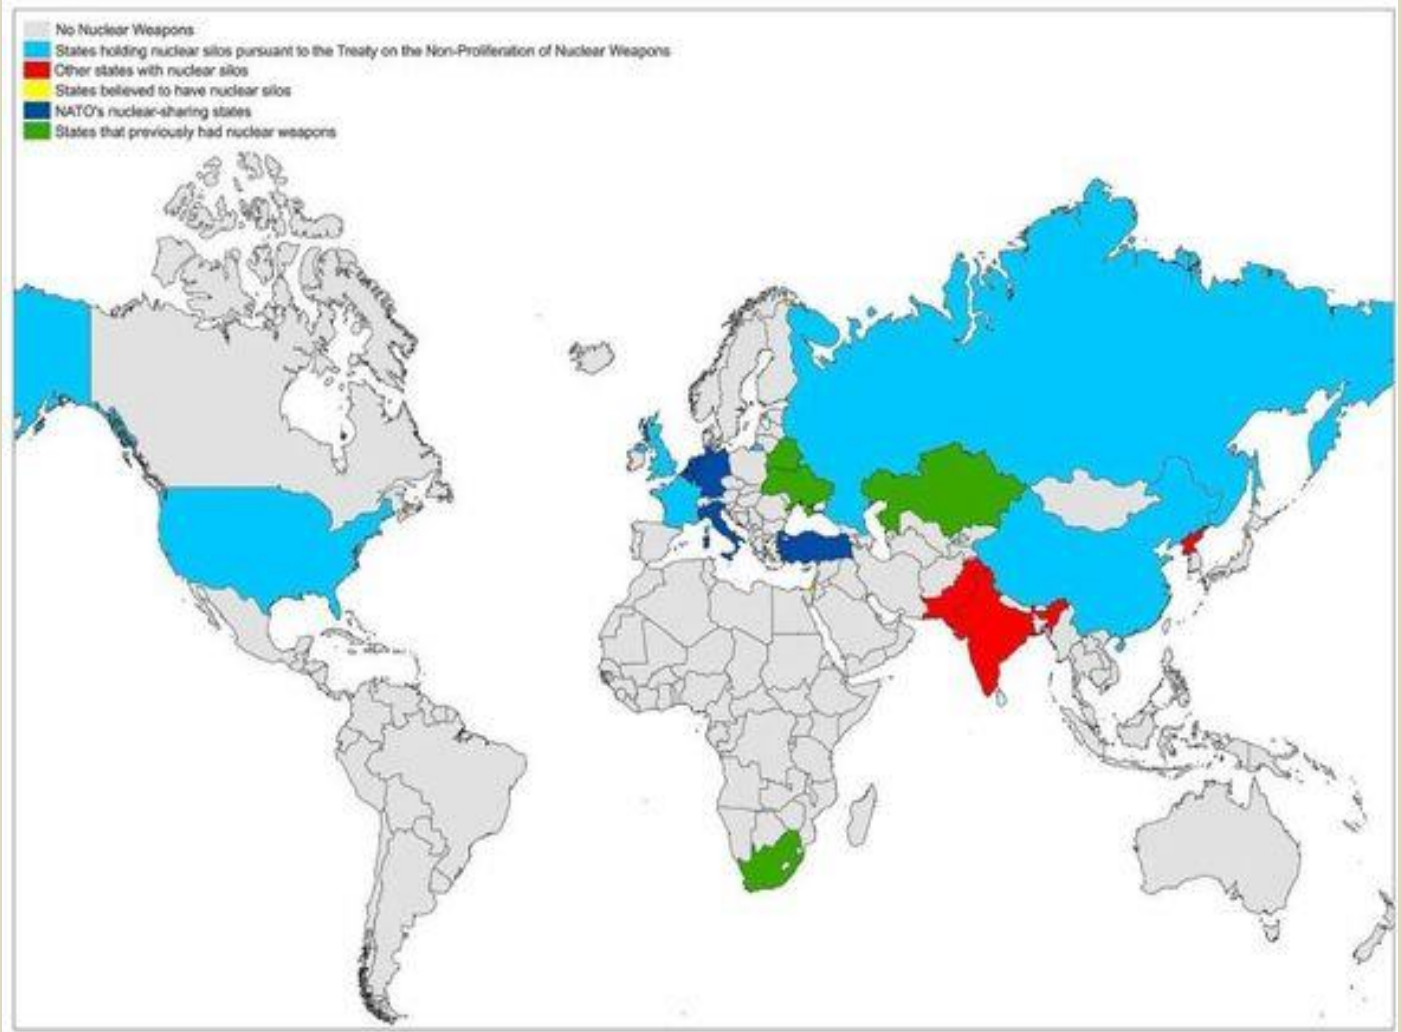 No Nuclear Weapons
States holding nuclear silos pursuant to the Treaty on the Non-Proliferation of Nuclear Weapons
Other states with nuclear silos
States believed to have nuclear silos
NATO's nuclear-sharing states
States that previously had nuclear weapons